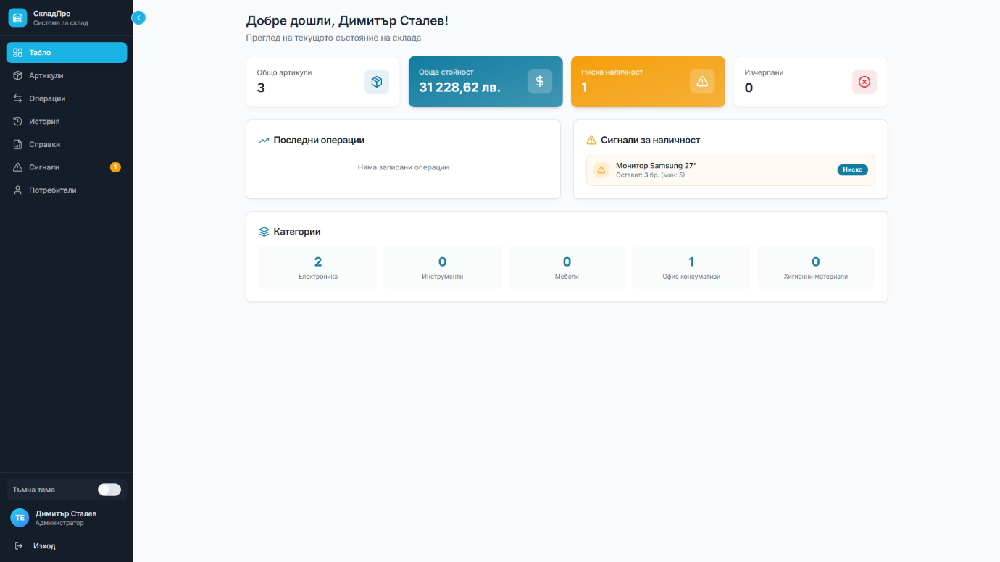 СкладПро
Система за склад
Табло
Артикули
Операции
История
Справки
Сигнали
1
Потребители
Тъмна тема
ТЕ
Димитър Сталев
Администратор
Изход
Добре дошли, Димитър Сталев!
Преглед на текущото състояние на склада
Общо артикули
3
Обща стойност
31 228,62 лв.
Ниска наличност
1
Изчерпани
0
Последни операции
Няма записани операции
Сигнали за наличност
Монитор Samsung 27"
Остават: 3 бр. (мин: 5)
Ниско
Категории
2
Електроника
0
Инструменти
0
Мебели
1
Офис консумативи
0
Хигиенни материали